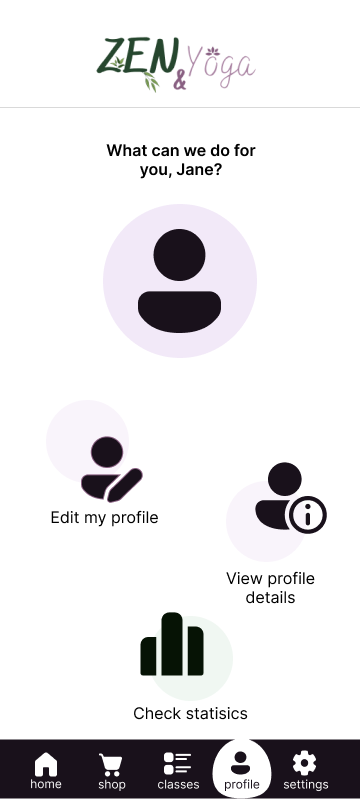 ZEN & Yoga
What can we do for
you, Jane?
Edit my profile
View profile
details
Check statisics
home shop classes profile settings